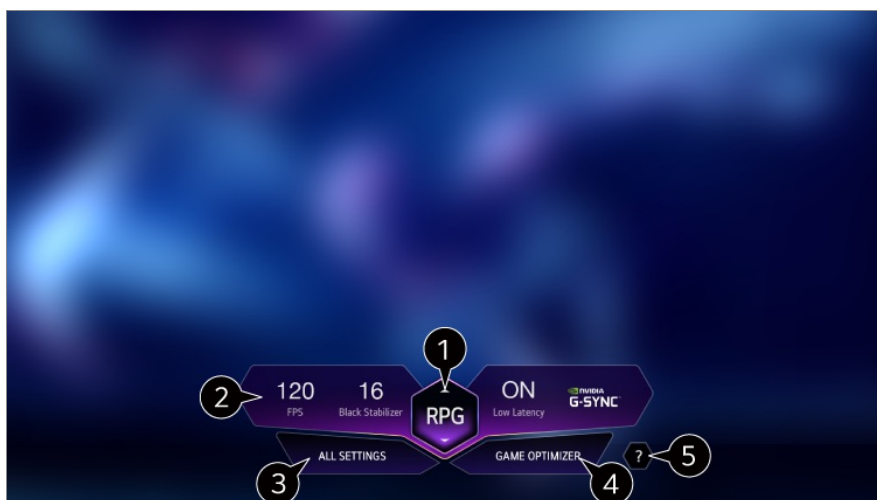 1
2
120
FPS
16
Black Stabilizer
RPG
ON
Low Latency
NVIDIA
G-SYNC
3
ALL SETTINGS
GAME OPTIMIZER
4
?
5